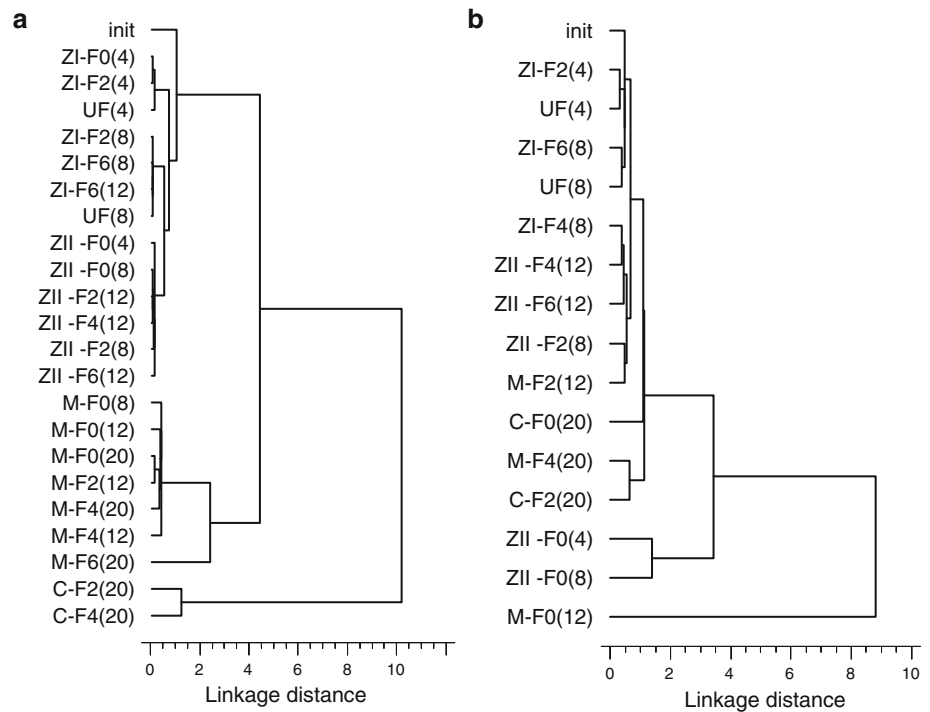 a
init
ZI-F0(4)
ZI-F2(4)
UF(4)
ZI-F2(8)
ZI-F6(8)
ZI-F6(12)
UF(8)
ZII -F0(4)
ZII -F0(8)
ZII -F2(12)
ZII -F4(12)
ZII -F2(8)
ZII -F6(12)
M-F0(8)
M-F0(12)
M-F0(20)
M-F2(12)
M-F4(20)
M-F4(12)
M-F6(20)
C-F2(20)
C-F4(20)
0 2 4 6 8 10
Linkage distance
b
init
ZI-F2(4)
UF(4)
ZI-F6(8)
UF(8)
ZI-F4(8)
ZII -F4(12)
ZII -F6(12)
ZII -F2(8)
M-F2(12)
C-F0(20)
M-F4(20)
C-F2(20)
ZII -F0(4)
ZII -F0(8)
M-F0(12)
0 2 4 6 8 10
Linkage distance